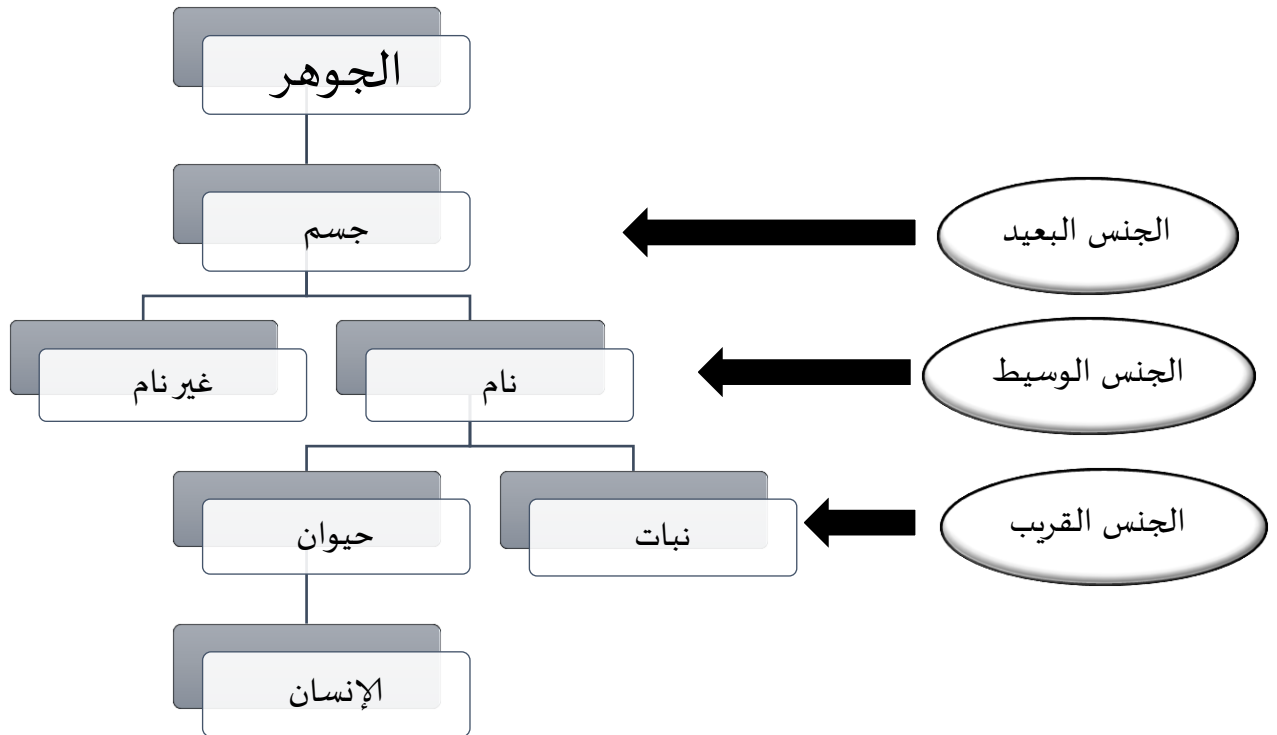 الجوهر
جسم
الجنس البعيد
نام
غير نام
الجنس الوسيط
نبات
حيوان
الجنس القريب
الإنسان